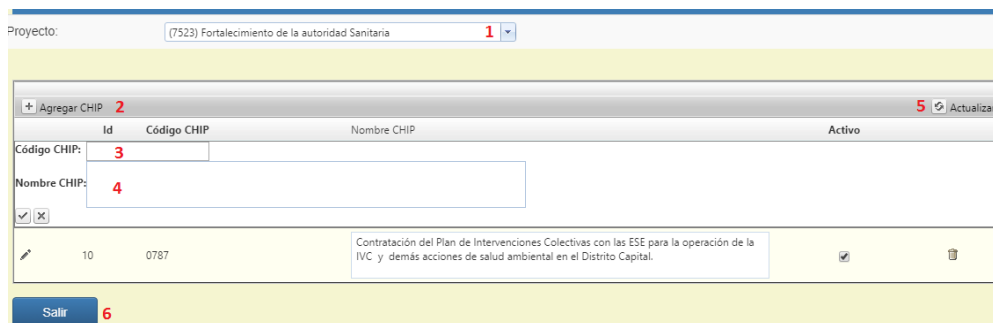 Proyecto: (7523) Fortalecimiento de la autoridad Sanitaria 1
Agregar CHIP 2 5 Actualiza
Id Código CHIP Nombre CHIP Activo
Código CHIP: 3
Nombre CHIP: 4
10 0787 Contratación del Plan de Intervenciones Colectivas con las ESE para la operación de la
IVC y demás acciones de salud ambiental en el Distrito Capital.
Salir 6